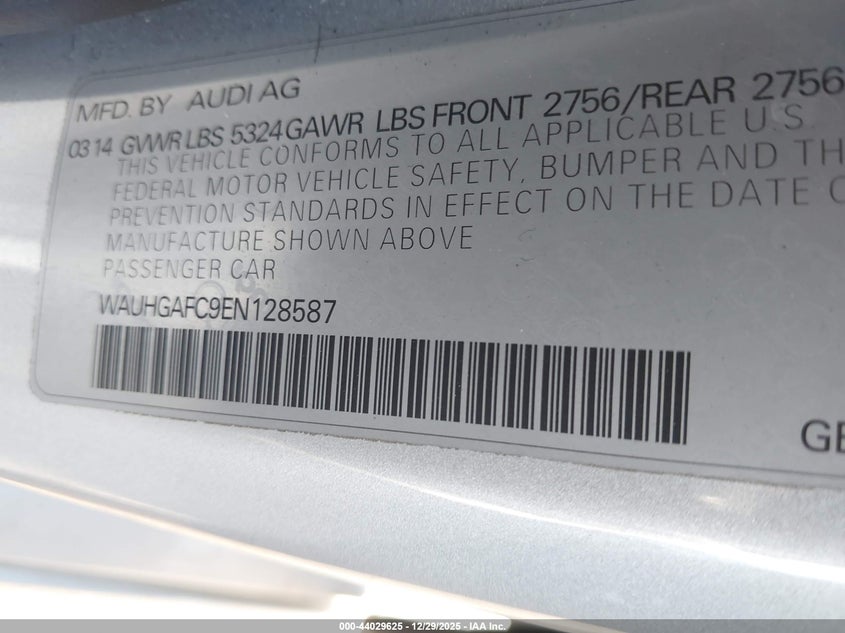 MFD. BY AUDI AG
03 14 GVWR LBS 5324 GAWR LBS FRONT 2756/REAR 2756
THIS VEHICLE CONFORMS TO ALL APPLICABLE U.S.
FEDERAL MOTOR VEHICLE SAFETY, BUMPER AND TH
PREVENTION STANDARDS IN EFFECT ON THE DATE O
MANUFACTURE SHOWN ABOVE
PASSENGER CAR
WAUHGAFC9EN128587
GE
000-44029625 - 12/29/2025 - IAA Inc.